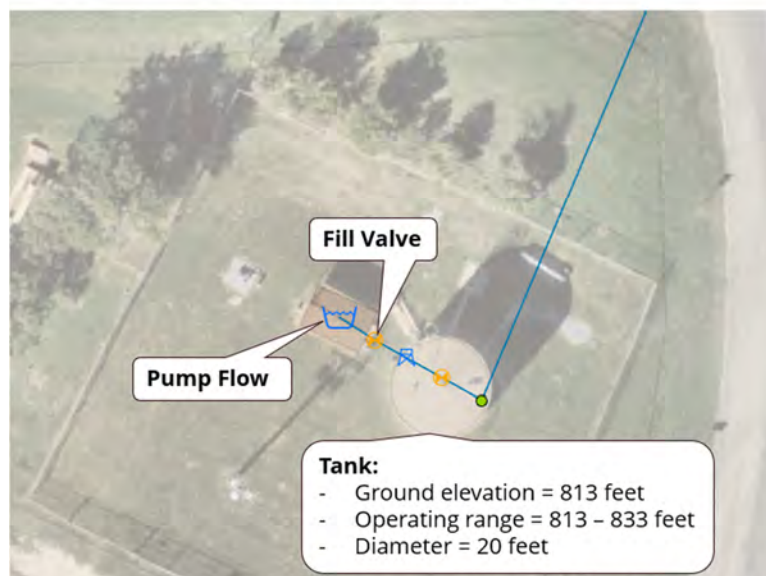 Fill Valve
Pump Flow
Tank:
- Ground elevation = 813 feet
- Operating range = 813 – 833 feet
- Diameter = 20 feet